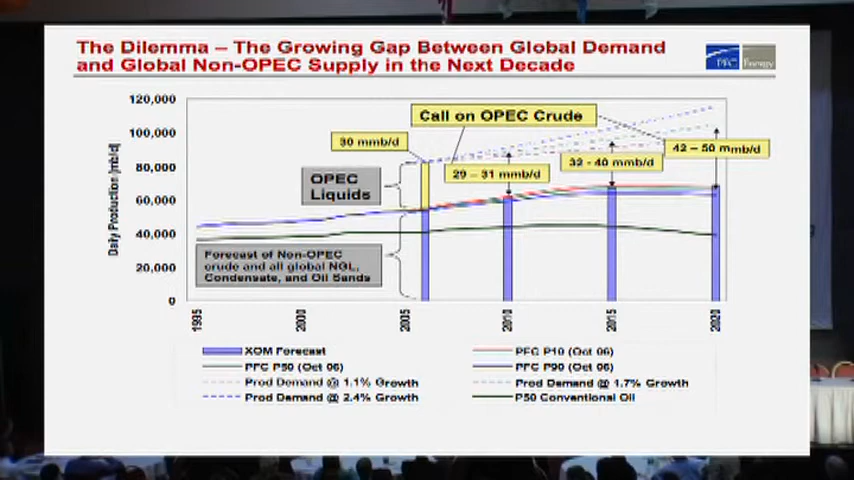 The Dilemma – The Growing Gap Between Global Demand
and Global Non-OPEC Supply in the Next Decade
PFC Energy
120,000
100,000
80,000
60,000
40,000
20,000
0
Daily Production (mb/d)
Call on OPEC Crude
30 mmb/d
29 – 31 mmb/d
32 - 40 mmb/d
42 – 50 mmb/d
OPEC
Liquids
Forecast of Non-OPEC
crude and all global NGL,
Condensate, and Oil Sands
1995
2000
2005
2010
2015
2020
XOM Forecast
PFC P10 (Oct 06)
PFC P50 (Oct 06)
PFC P90 (Oct 06)
Prod Demand @ 1.1% Growth
Prod Demand @ 1.7% Growth
Prod Demand @ 2.4% Growth
P50 Conventional Oil